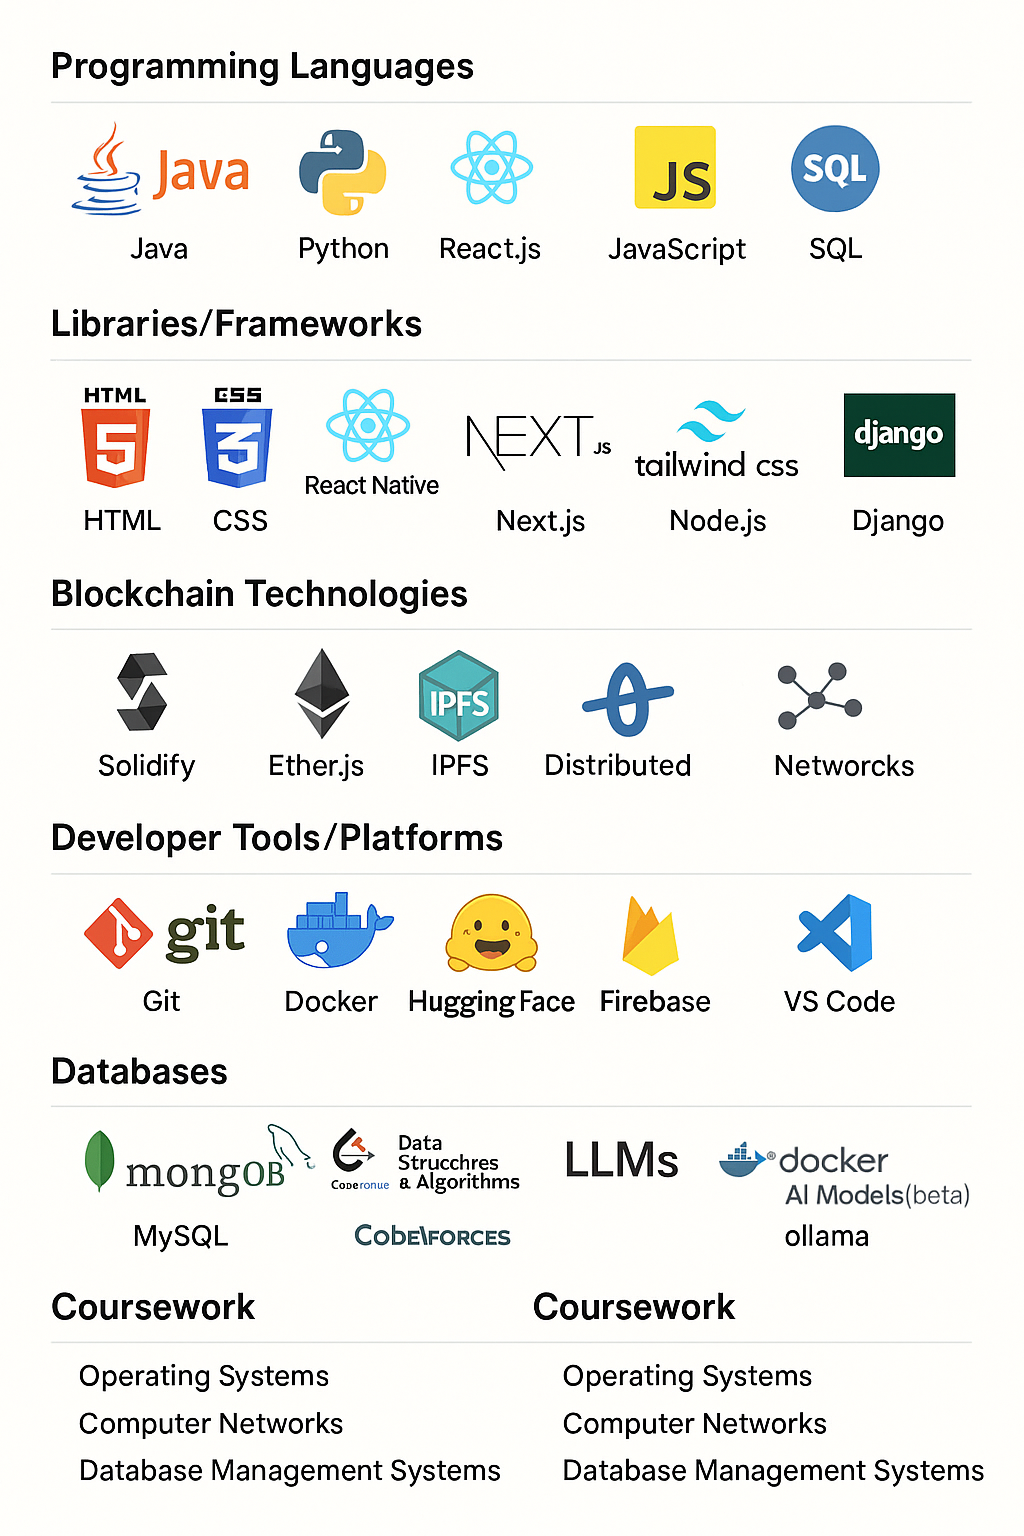 Programming Languages
Java
Java
Python
React.js
JS
JavaScript
SQL
SQL
Libraries/Frameworks
HTML
5
HTML
CSS
3
CSS
React Native
NEXT.JS
Next.js
tailwind css
Node.js
django
Django
Blockchain Technologies
Solidify
Ether.js
IPFS
IPFS
Distributed
Networcks
Developer Tools/Platforms
git
Git
Docker
Hugging Face
Firebase
VS Code
Databases
mongOB
MySQL
Coderonue
Data
Strucchres
& Algorithms
Code\FORCES
LLMs
docker
AI Models(beta)
ollama
Coursework
Operating Systems
Computer Networks
Database Management Systems
Coursework
Operating Systems
Computer Networks
Database Management Systems